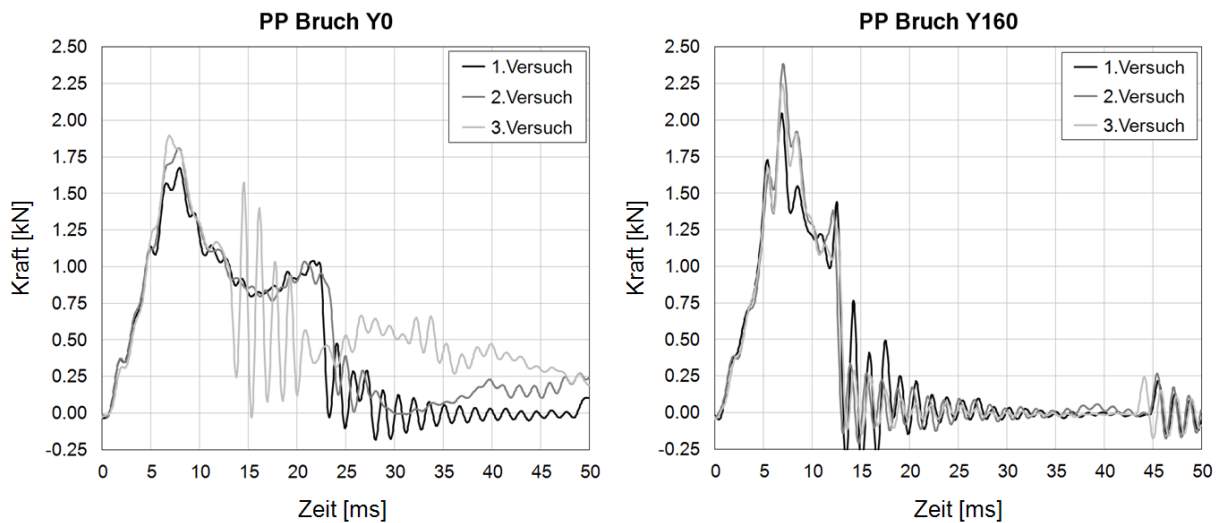 PP Bruch Y0
2.50
2.25
2.00
1.75
1.50
1.25
1.00
0.75
0.50
0.25
0.00
-0.25
Kraft [kN]
1.Versuch
2.Versuch
3.Versuch
0 5 10 15 20 25 30 35 40 45 50
Zeit [ms]
PP Bruch Y160
2.50
2.25
2.00
1.75
1.50
1.25
1.00
0.75
0.50
0.25
0.00
-0.25
Kraft [kN]
1.Versuch
2.Versuch
3.Versuch
0 5 10 15 20 25 30 35 40 45 50
Zeit [ms]